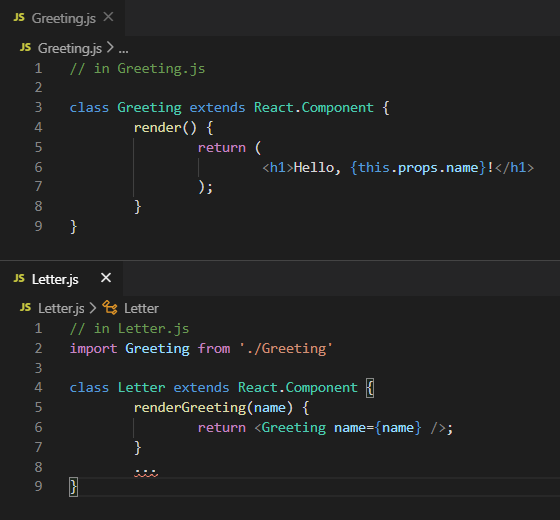 JS Greeting.js ×
JS Greeting.js > ...
1 // in Greeting.js
2
3 class Greeting extends React.Component {
4 render() {
5 return (
6 <h1>Hello, {this.props.name}!</h1>
7 );
8 }
9 }
JS Letter.js ×
JS Letter.js > Letter
1 // in Letter.js
2 import Greeting from './Greeting'
3
4 class Letter extends React.Component {
5 renderGreeting(name) {
6 return <Greeting name={name} />;
7 }
8 ...
9 }